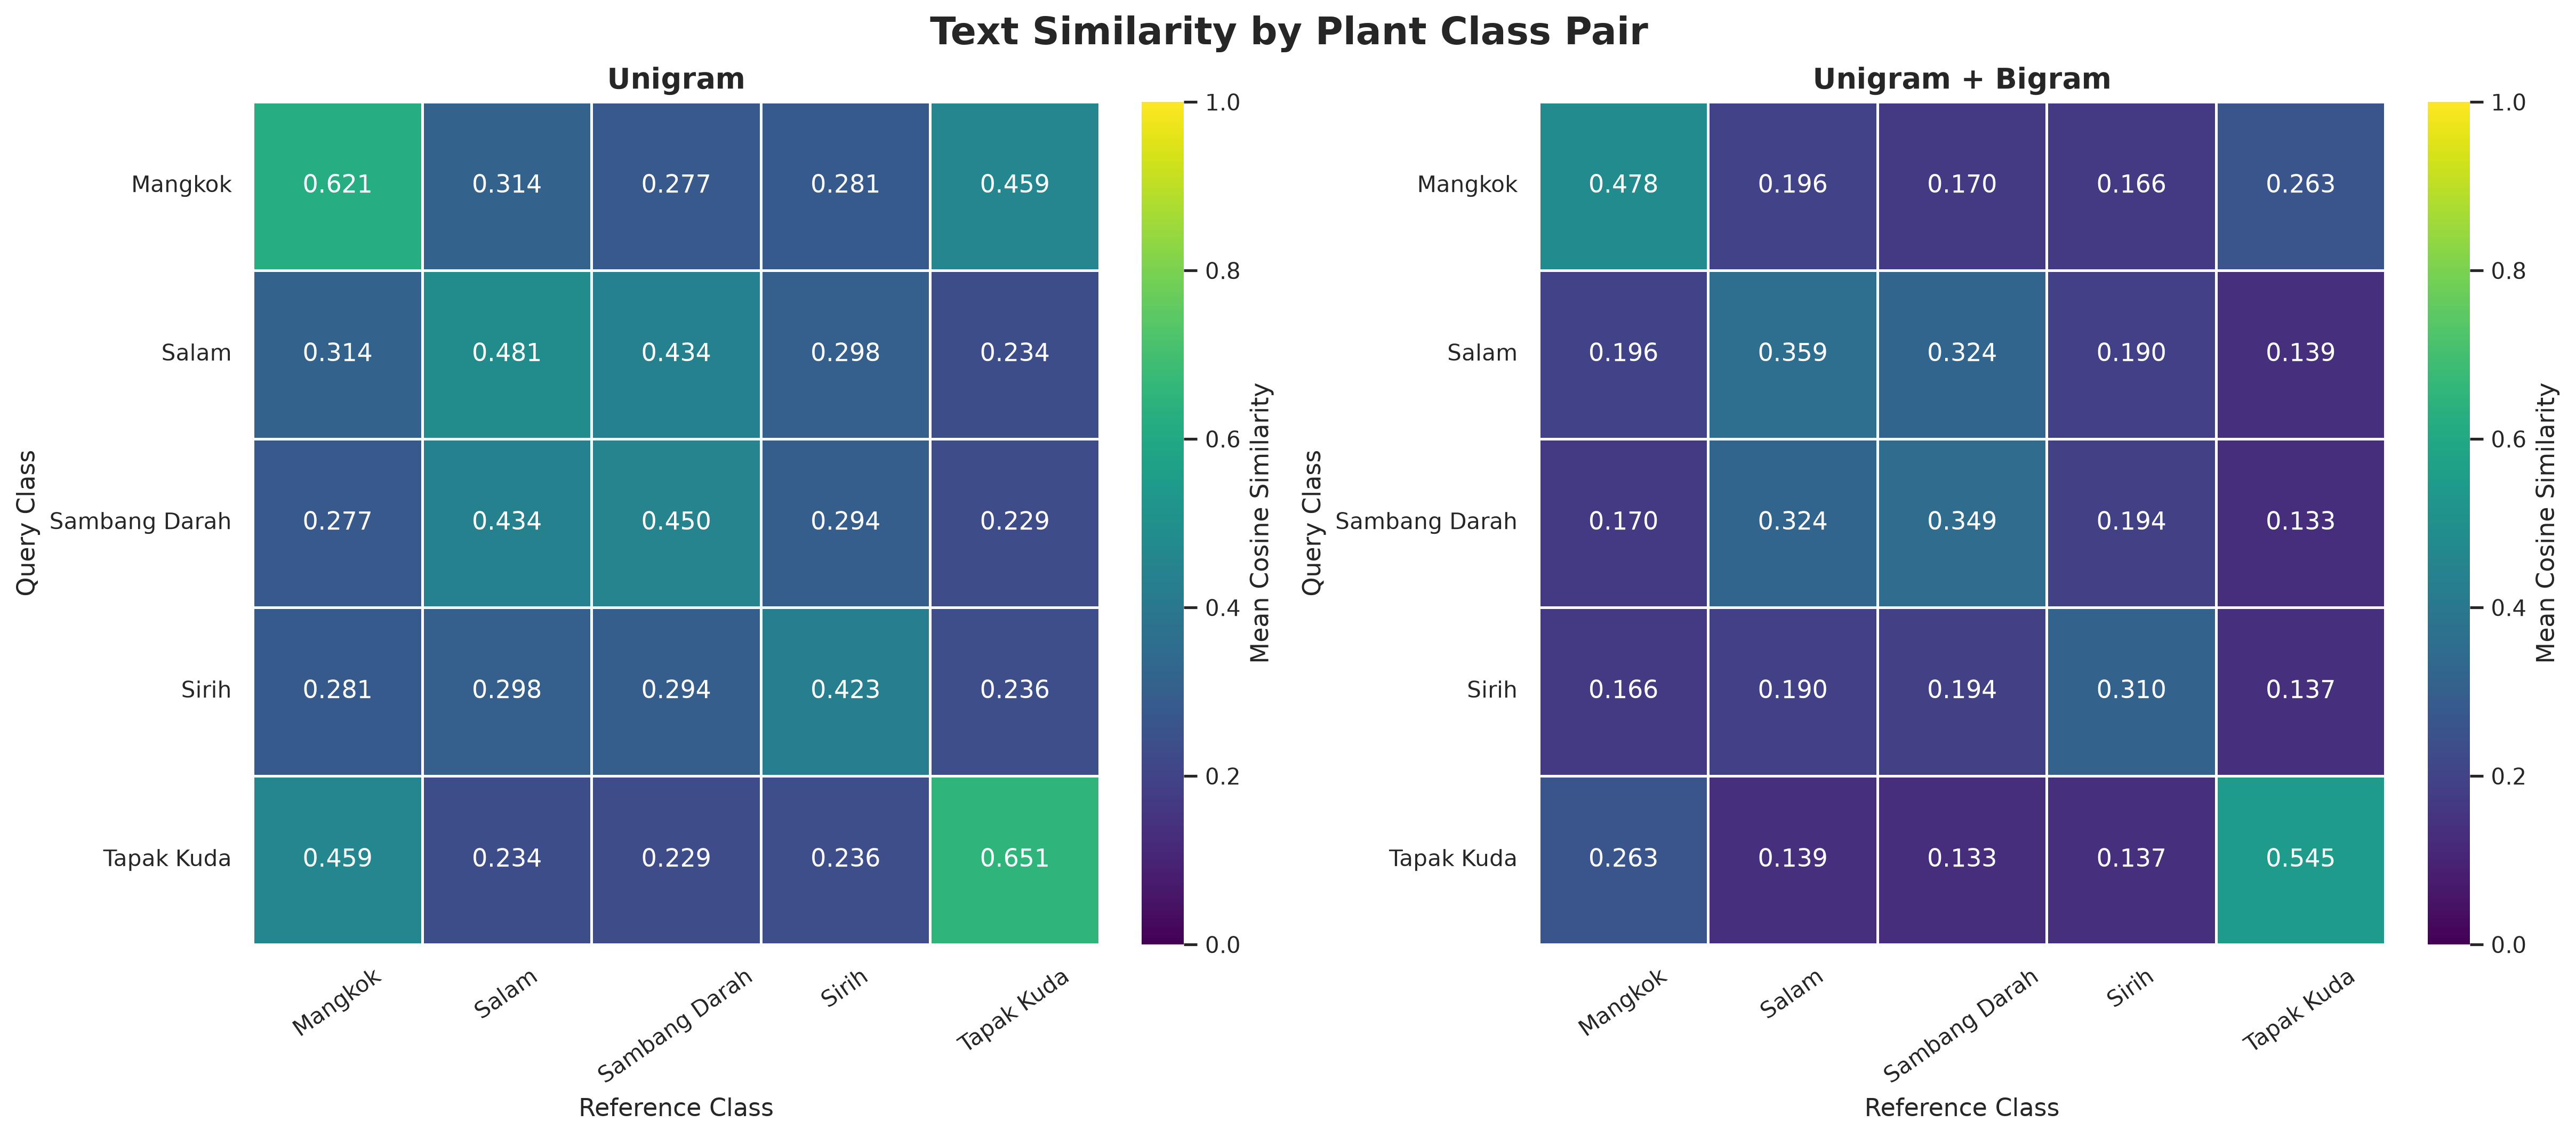 Text Similarity by Plant Class Pair
Unigram
Query Class
Mangkok 0.621 0.314 0.277 0.281 0.459
Salam 0.314 0.481 0.434 0.298 0.234
Sambang Darah 0.277 0.434 0.450 0.294 0.229
Sirih 0.281 0.298 0.294 0.423 0.236
Tapak Kuda 0.459 0.234 0.229 0.236 0.651
Mangkok Salam Sambang Darah Sirih Tapak Kuda
Reference Class
1.0
0.8
0.6
0.4
0.2
0.0
Mean Cosine Similarity
Unigram + Bigram
Query Class
Mangkok 0.478 0.196 0.170 0.166 0.263
Salam 0.196 0.359 0.324 0.190 0.139
Sambang Darah 0.170 0.324 0.349 0.194 0.133
Sirih 0.166 0.190 0.194 0.310 0.137
Tapak Kuda 0.263 0.139 0.133 0.137 0.545
Mangkok Salam Sambang Darah Sirih Tapak Kuda
Reference Class
1.0
0.8
0.6
0.4
0.2
0.0
Mean Cosine Similarity